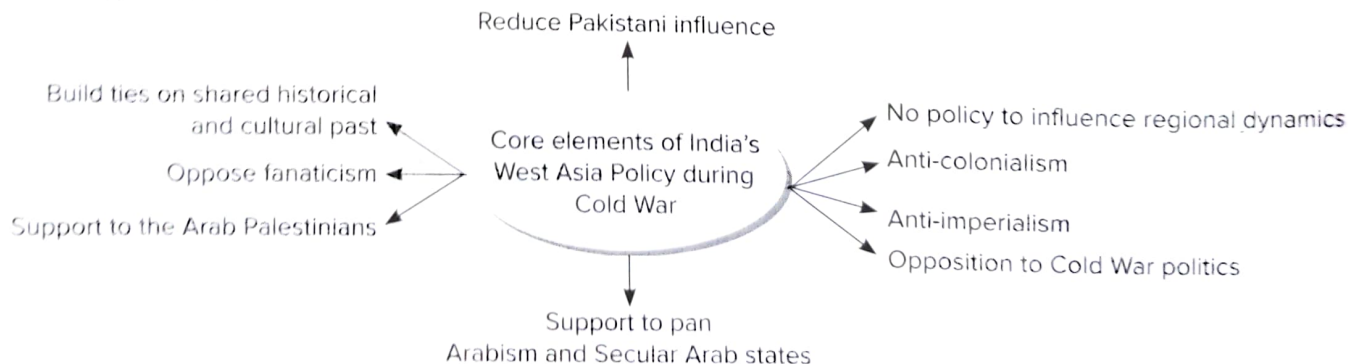 Reduce Pakistani influence
Build ties on shared historical
and cultural past
Oppose fanaticism
Support to the Arab Palestinians
Core elements of India's
West Asia Policy during
Cold War
No policy to influence regional dynamics
Anti-colonialism
Anti-imperialism
Opposition to Cold War politics
Support to pan
Arabism and Secular Arab states